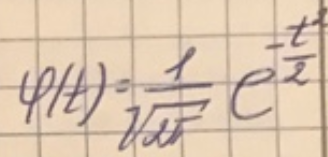 φ(t) = 1/√2π e^(-t²/2)